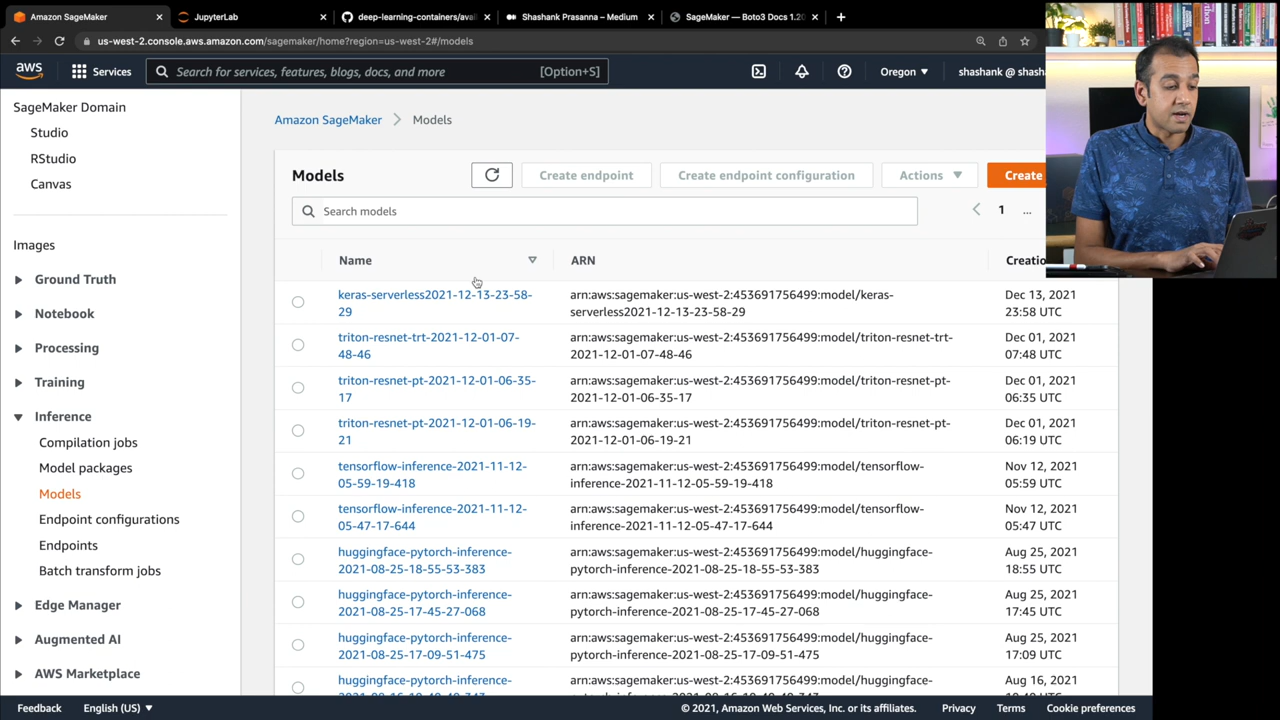 Amazon SageMaker
JupyterLab
deep-learning-containers/avai
Shashank Prasanna – Medium
SageMaker — Boto3 Docs 1.20
us-west-2.console.aws.amazon.com/sagemaker/home?region=us-west-2#/models
aws
Services
Search for services, features, blogs, docs, and more
[Option+S]
Oregon
shashank @ shash
SageMaker Domain
Studio
RStudio
Canvas
Images
Ground Truth
Notebook
Processing
Training
Inference
Compilation jobs
Model packages
Models
Endpoint configurations
Endpoints
Batch transform jobs
Edge Manager
Augmented AI
AWS Marketplace
Amazon SageMaker > Models
Models
Create endpoint
Create endpoint configuration
Actions
Create
Search models
1 ...
Name
ARN
Creatio
keras-serverless2021-12-13-23-58-
29
arn:aws:sagemaker:us-west-2:453691756499:model/keras-
serverless2021-12-13-23-58-29
Dec 13, 2021
23:58 UTC
triton-resnet-trt-2021-12-01-07-
48-46
arn:aws:sagemaker:us-west-2:453691756499:model/triton-resnet-trt-
2021-12-01-07-48-46
Dec 01, 2021
07:48 UTC
triton-resnet-pt-2021-12-01-06-35-
17
arn:aws:sagemaker:us-west-2:453691756499:model/triton-resnet-pt-
2021-12-01-06-35-17
Dec 01, 2021
06:35 UTC
triton-resnet-pt-2021-12-01-06-19-
21
arn:aws:sagemaker:us-west-2:453691756499:model/triton-resnet-pt-
2021-12-01-06-19-21
Dec 01, 2021
06:19 UTC
tensorflow-inference-2021-11-12-
05-59-19-418
arn:aws:sagemaker:us-west-2:453691756499:model/tensorflow-
inference-2021-11-12-05-59-19-418
Nov 12, 2021
05:59 UTC
tensorflow-inference-2021-11-12-
05-47-17-644
arn:aws:sagemaker:us-west-2:453691756499:model/tensorflow-
inference-2021-11-12-05-47-17-644
Nov 12, 2021
05:47 UTC
huggingface-pytorch-inference-
2021-08-25-18-55-53-383
arn:aws:sagemaker:us-west-2:453691756499:model/huggingface-
pytorch-inference-2021-08-25-18-55-53-383
Aug 25, 2021
18:55 UTC
huggingface-pytorch-inference-
2021-08-25-17-45-27-068
arn:aws:sagemaker:us-west-2:453691756499:model/huggingface-
pytorch-inference-2021-08-25-17-45-27-068
Aug 25, 2021
17:45 UTC
huggingface-pytorch-inference-
2021-08-25-17-09-51-475
arn:aws:sagemaker:us-west-2:453691756499:model/huggingface-
pytorch-inference-2021-08-25-17-09-51-475
Aug 25, 2021
17:09 UTC
huggingface-pytorch-inference-
arn:aws:sagemaker:us-west-2:453691756499:model/huggingface-
Aug 16, 2021
Feedback
English (US)
© 2021, Amazon Web Services, Inc. or its affiliates.
Privacy
Terms
Cookie preferences